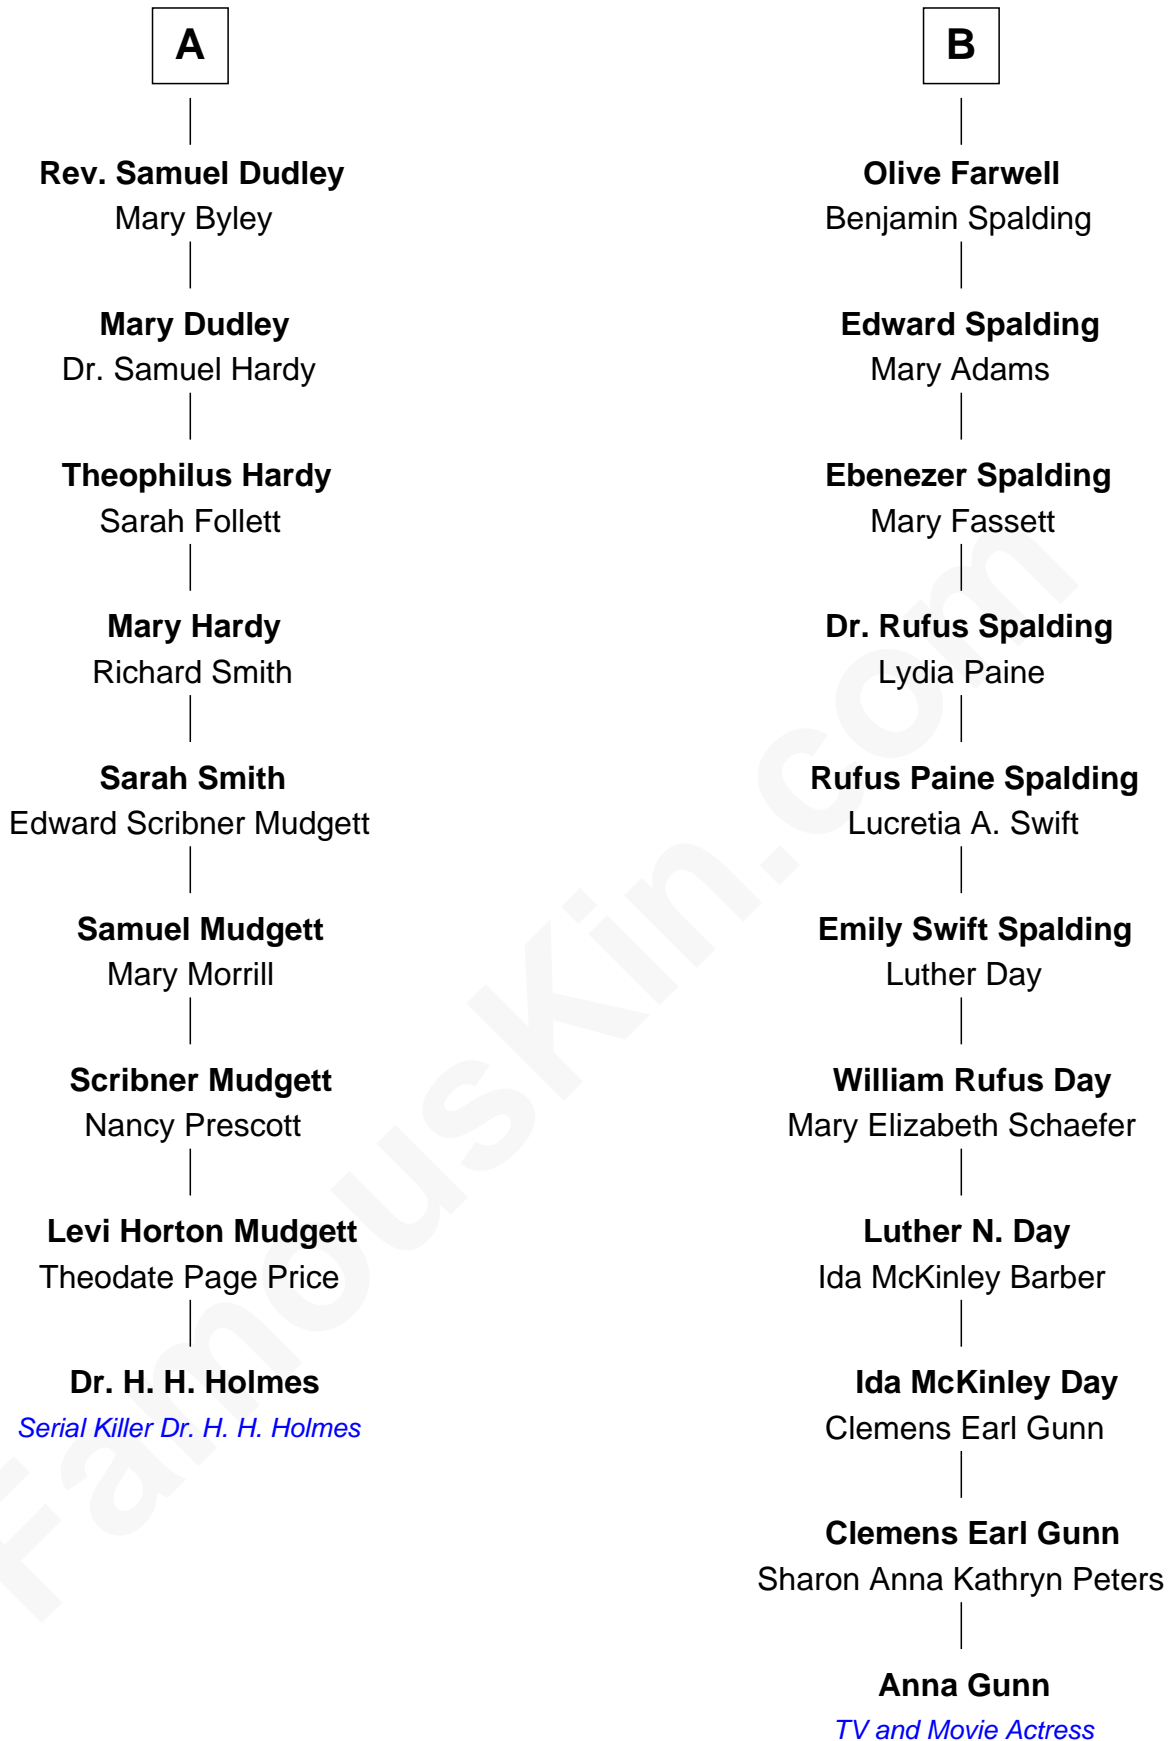 A
Rev. Samuel Dudley
Mary Byley
Mary Dudley
Dr. Samuel Hardy
Theophilus Hardy
Sarah Follett
Mary Hardy
Richard Smith
Sarah Smith
Edward Scribner Mudgett
Samuel Mudgett
Mary Morrill
Scribner Mudgett
Nancy Prescott
Levi Horton Mudgett
Theodate Page Price
Dr. H. H. Holmes
Serial Killer Dr. H. H. Holmes
B
Olive Farwell
Benjamin Spalding
Edward Spalding
Mary Adams
Ebenezer Spalding
Mary Fassett
Dr. Rufus Spalding
Lydia Paine
Rufus Paine Spalding
Lucretia A. Swift
Emily Swift Spalding
Luther Day
William Rufus Day
Mary Elizabeth Schaefer
Luther N. Day
Ida McKinley Barber
Ida McKinley Day
Clemens Earl Gunn
Clemens Earl Gunn
Sharon Anna Kathryn Peters
Anna Gunn
TV and Movie Actress
FamousKin.com